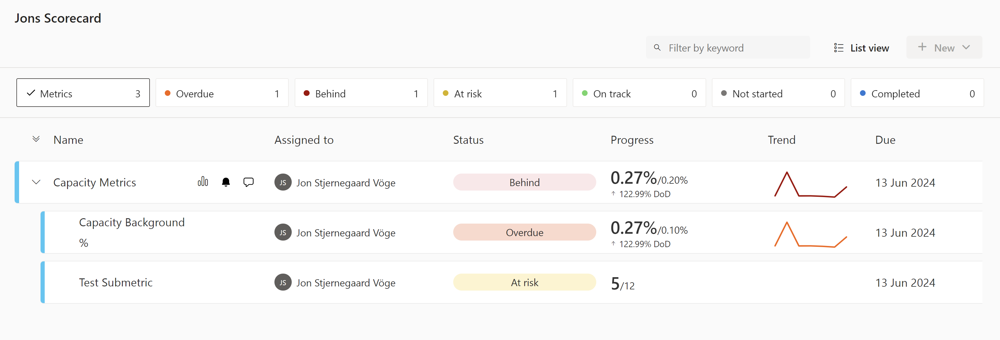 Jons Scorecard
Filter by keyword
List view
New
Metrics 3
Overdue 1
Behind 1
At risk 1
On track 0
Not started 0
Completed 0
Name Assigned to Status Progress Trend Due
Capacity Metrics JS Jon Stjernegaard Vöge Behind 0.27%/0.20% 13 Jun 2024
↑ 122.99% DoD
Capacity Background
% JS Jon Stjernegaard Vöge Overdue 0.27%/0.10% 13 Jun 2024
↑ 122.99% DoD
Test Submetric JS Jon Stjernegaard Vöge At risk 5/12 13 Jun 2024